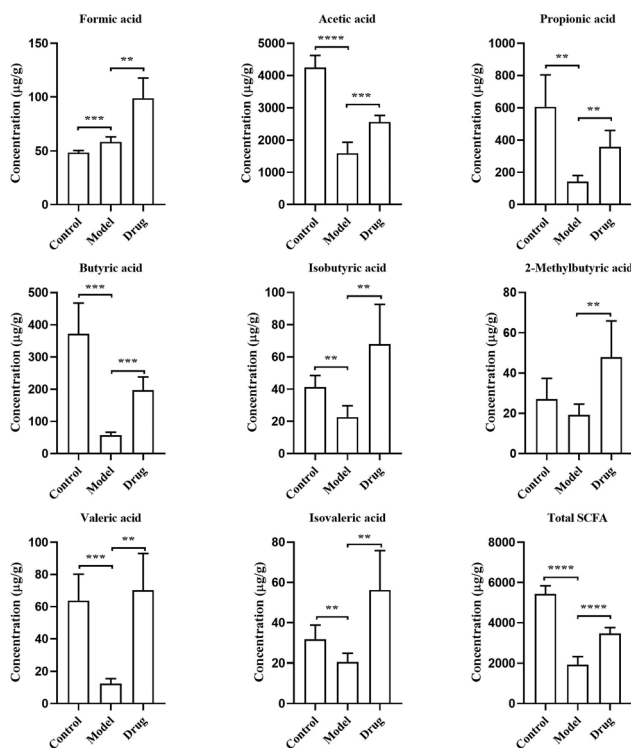 Formic acid
Concentration (µg/g)
150
100
50
0
***
**
Control
Model
Drug
Acetic acid
Concentration (µg/g)
5000
4000
3000
2000
1000
0
****
***
Control
Model
Drug
Propionic acid
Concentration (µg/g)
1000
800
600
400
200
0
**
**
Control
Model
Drug
Butyric acid
Concentration (µg/g)
500
400
300
200
100
0
***
***
Control
Model
Drug
Isobutyric acid
Concentration (µg/g)
100
80
60
40
20
0
**
**
Control
Model
Drug
2-Methylbutyric acid
Concentration (µg/g)
80
60
40
20
0
**
Control
Model
Drug
Valeric acid
Concentration (µg/g)
100
80
60
40
20
0
***
**
Control
Model
Drug
Isovaleric acid
Concentration (µg/g)
80
60
40
20
0
**
**
Control
Model
Drug
Total SCFA
Concentration (µg/g)
8000
6000
4000
2000
0
****
****
Control
Model
Drug